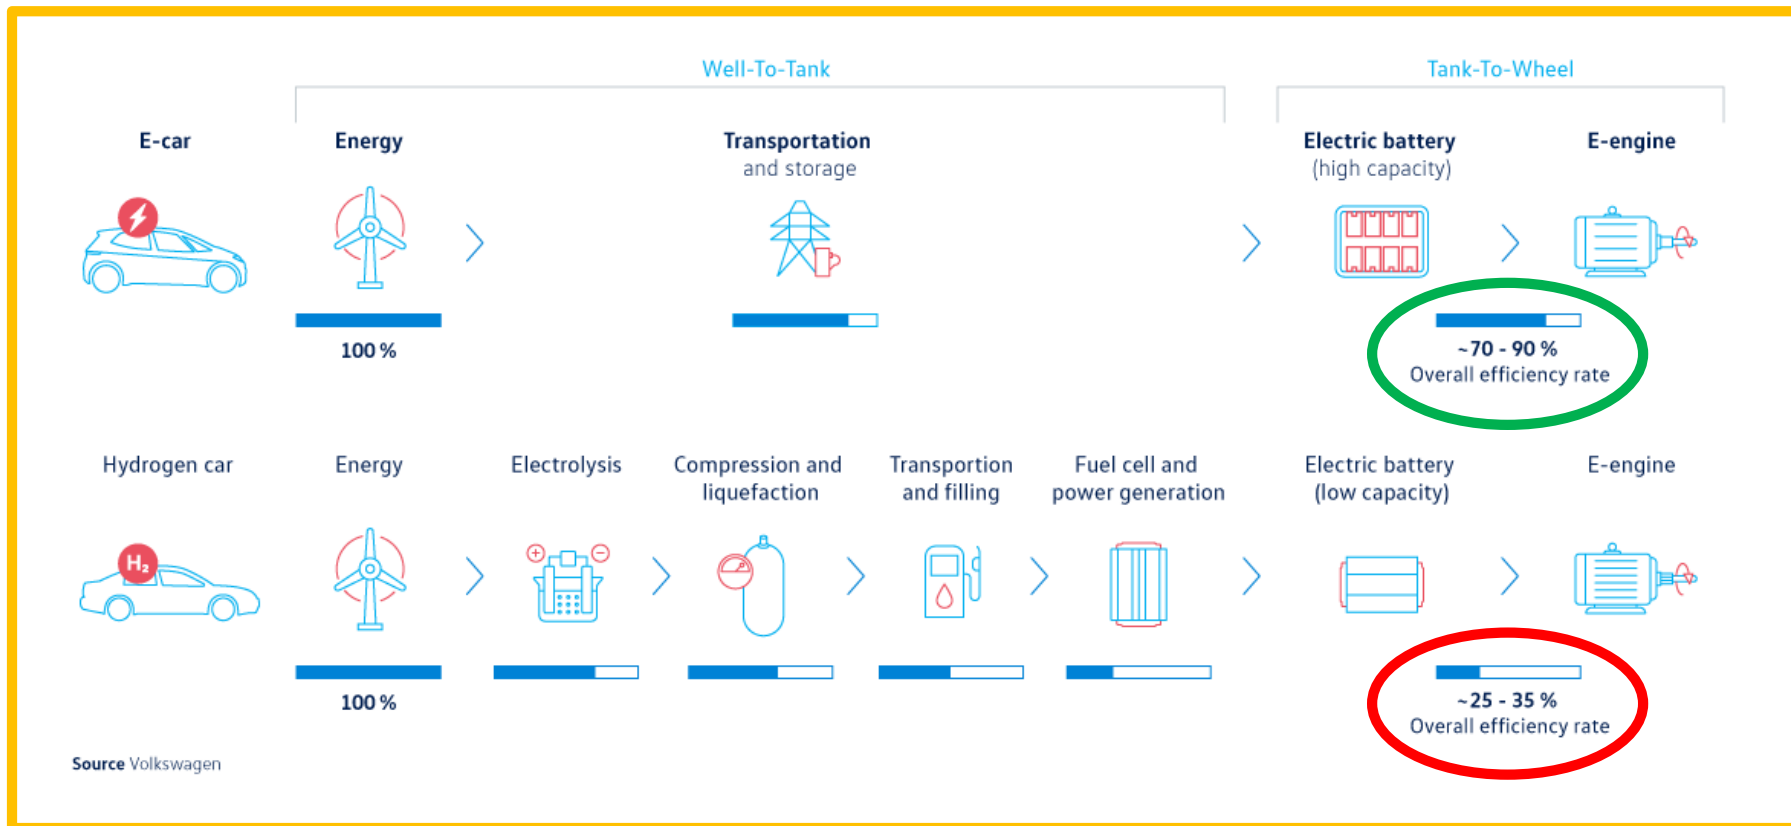 Well-To-Tank
Tank-To-Wheel
E-car
Energy
Transportation
and storage
Electric battery
(high capacity)
E-engine
100 %
~70 - 90 %
Overall efficiency rate
Hydrogen car
Energy
Electrolysis
Compression and
liquefaction
Transportion
and filling
Fuel cell and
power generation
Electric battery
(low capacity)
E-engine
H₂
100 %
~25 - 35 %
Overall efficiency rate
Source Volkswagen